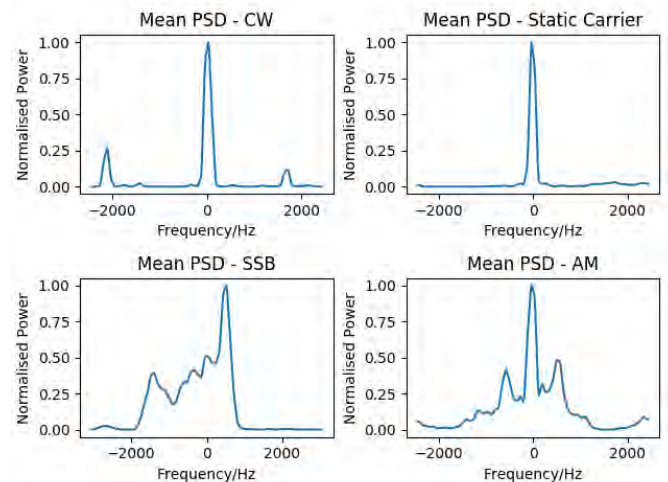 Mean PSD - CW
Mean PSD - Static Carrier
1.00
0.75
0.50
0.25
0.00
Normalised Power
−2000 0 2000
Frequency/Hz
1.00
0.75
0.50
0.25
0.00
Normalised Power
−2000 0 2000
Frequency/Hz
Mean PSD - SSB
Mean PSD - AM
1.00
0.75
0.50
0.25
0.00
Normalised Power
−2000 0 2000
Frequency/Hz
1.00
0.75
0.50
0.25
0.00
Normalised Power
−2000 0 2000
Frequency/Hz